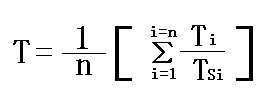 T = 1/n [ Σ_{i=1}^{i=n} T_i / T_{Si} ]